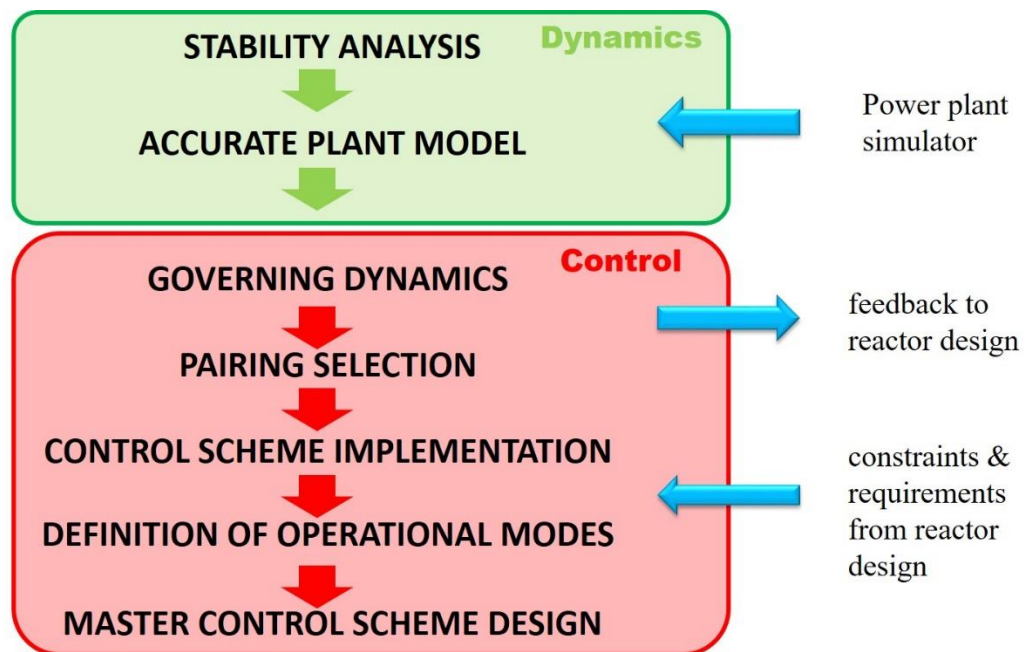 Dynamics
STABILITY ANALYSIS
ACCURATE PLANT MODEL
Power plant
simulator
Control
GOVERNING DYNAMICS
PAIRING SELECTION
CONTROL SCHEME IMPLEMENTATION
DEFINITION OF OPERATIONAL MODES
MASTER CONTROL SCHEME DESIGN
feedback to
reactor design
constraints &
requirements
from reactor
design